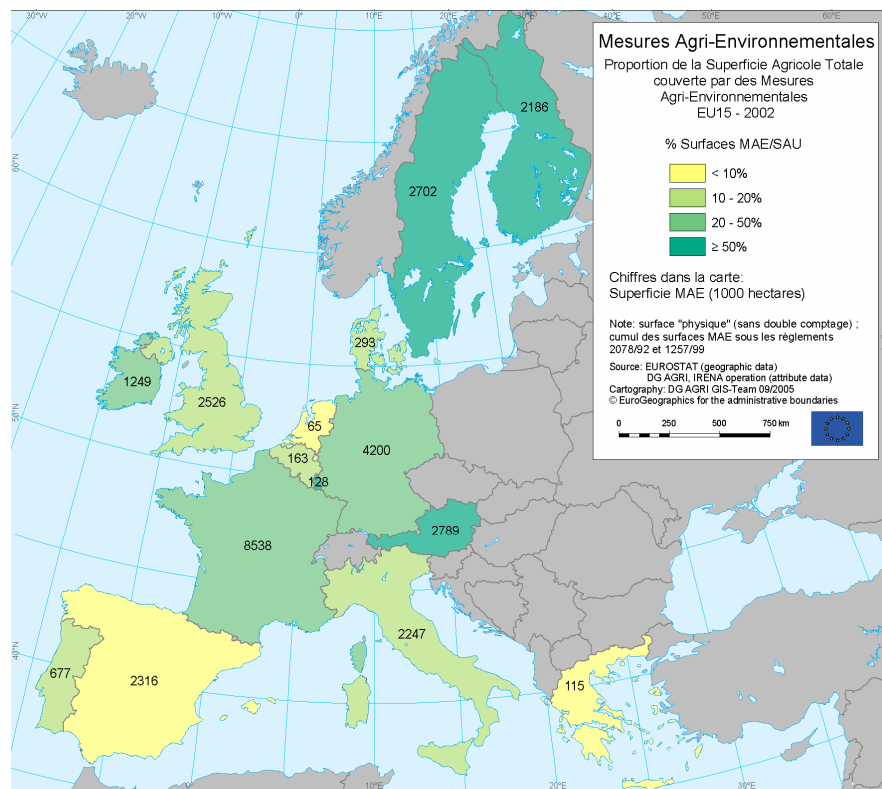 30°W 20°W 10°W 0° 10°E 20°E 30°E 50°E 60°E
Mesures Agri-Environnementales
Proportion de la Superficie Agricole Totale
couverte par des Mesures
Agri-Environnementales
EU15 - 2002
% Surfaces MAE/SAU
< 10%
10 - 20%
20 - 50%
≥ 50%
Chiffres dans la carte:
Superficie MAE (1000 hectares)
Note: surface "physique" (sans double comptage) ;
cumul des surfaces MAE sous les règlements
2078/92 et 1257/99
Source: EUROSTAT (geographic data)
DG AGRI, IRENA operation (attribute data)
Cartography: DG AGRI GIS-Team 09/2005
© EuroGeographics for the administrative boundaries
0 250 500 750 km
60°N
50°N
40°N
2186
2702
293
1249
2526
65
163
4200
128
2789
8538
2247
677
2316
115
0° 10°E 20°E 30°E